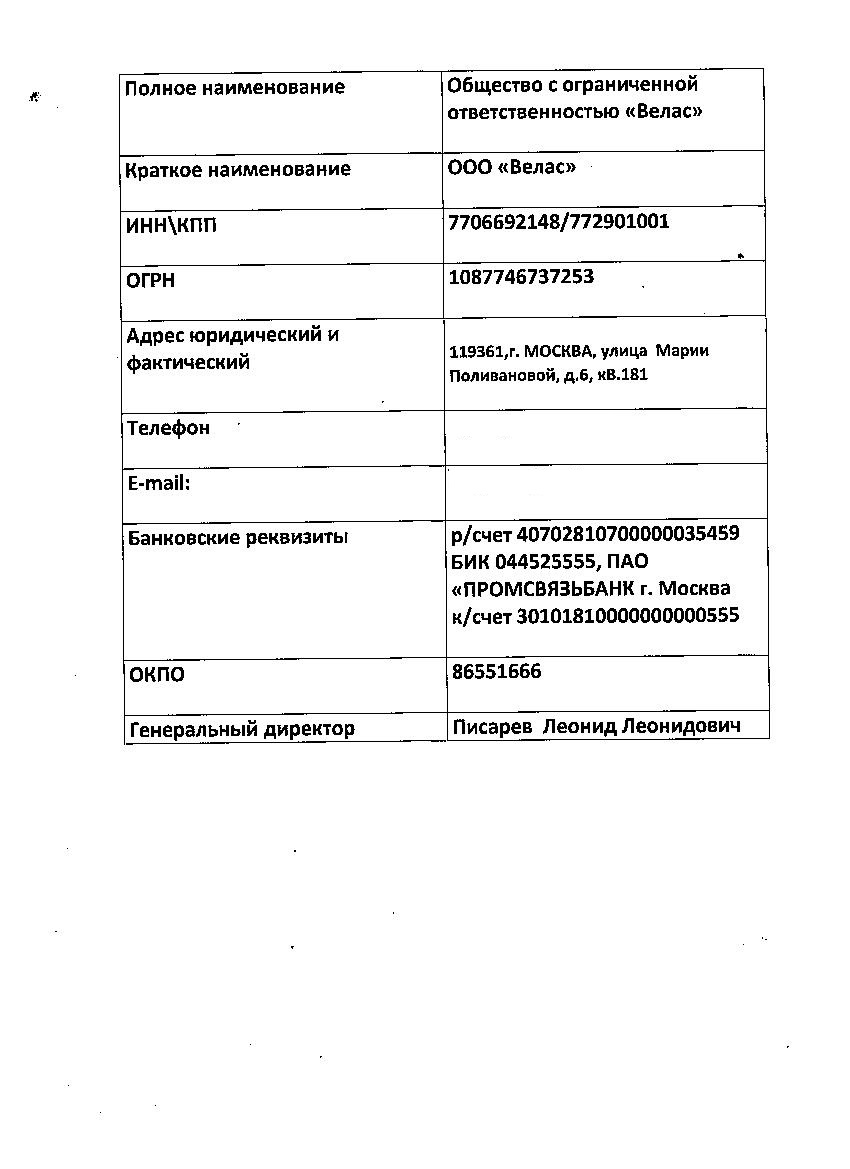 Полное наименование
Общество с ограниченной
ответственностью «Велас»
Краткое наименование
ООО «Велас»
ИНН\КПП
7706692148/772901001
ОГРН
1087746737253
Адрес юридический и
фактический
119361,г. МОСКВА, улица Марии
Поливановой, д.6, кВ.181
Телефон
E-mail:
Банковские реквизиты
р/счет 40702810700000035459
БИК 044525555, ПАО
«ПРОМСВЯЗЬБАНК г. Москва
к/счет 30101810000000000555
ОКПО
86551666
Генеральный директор
Писарев Леонид Леонидович